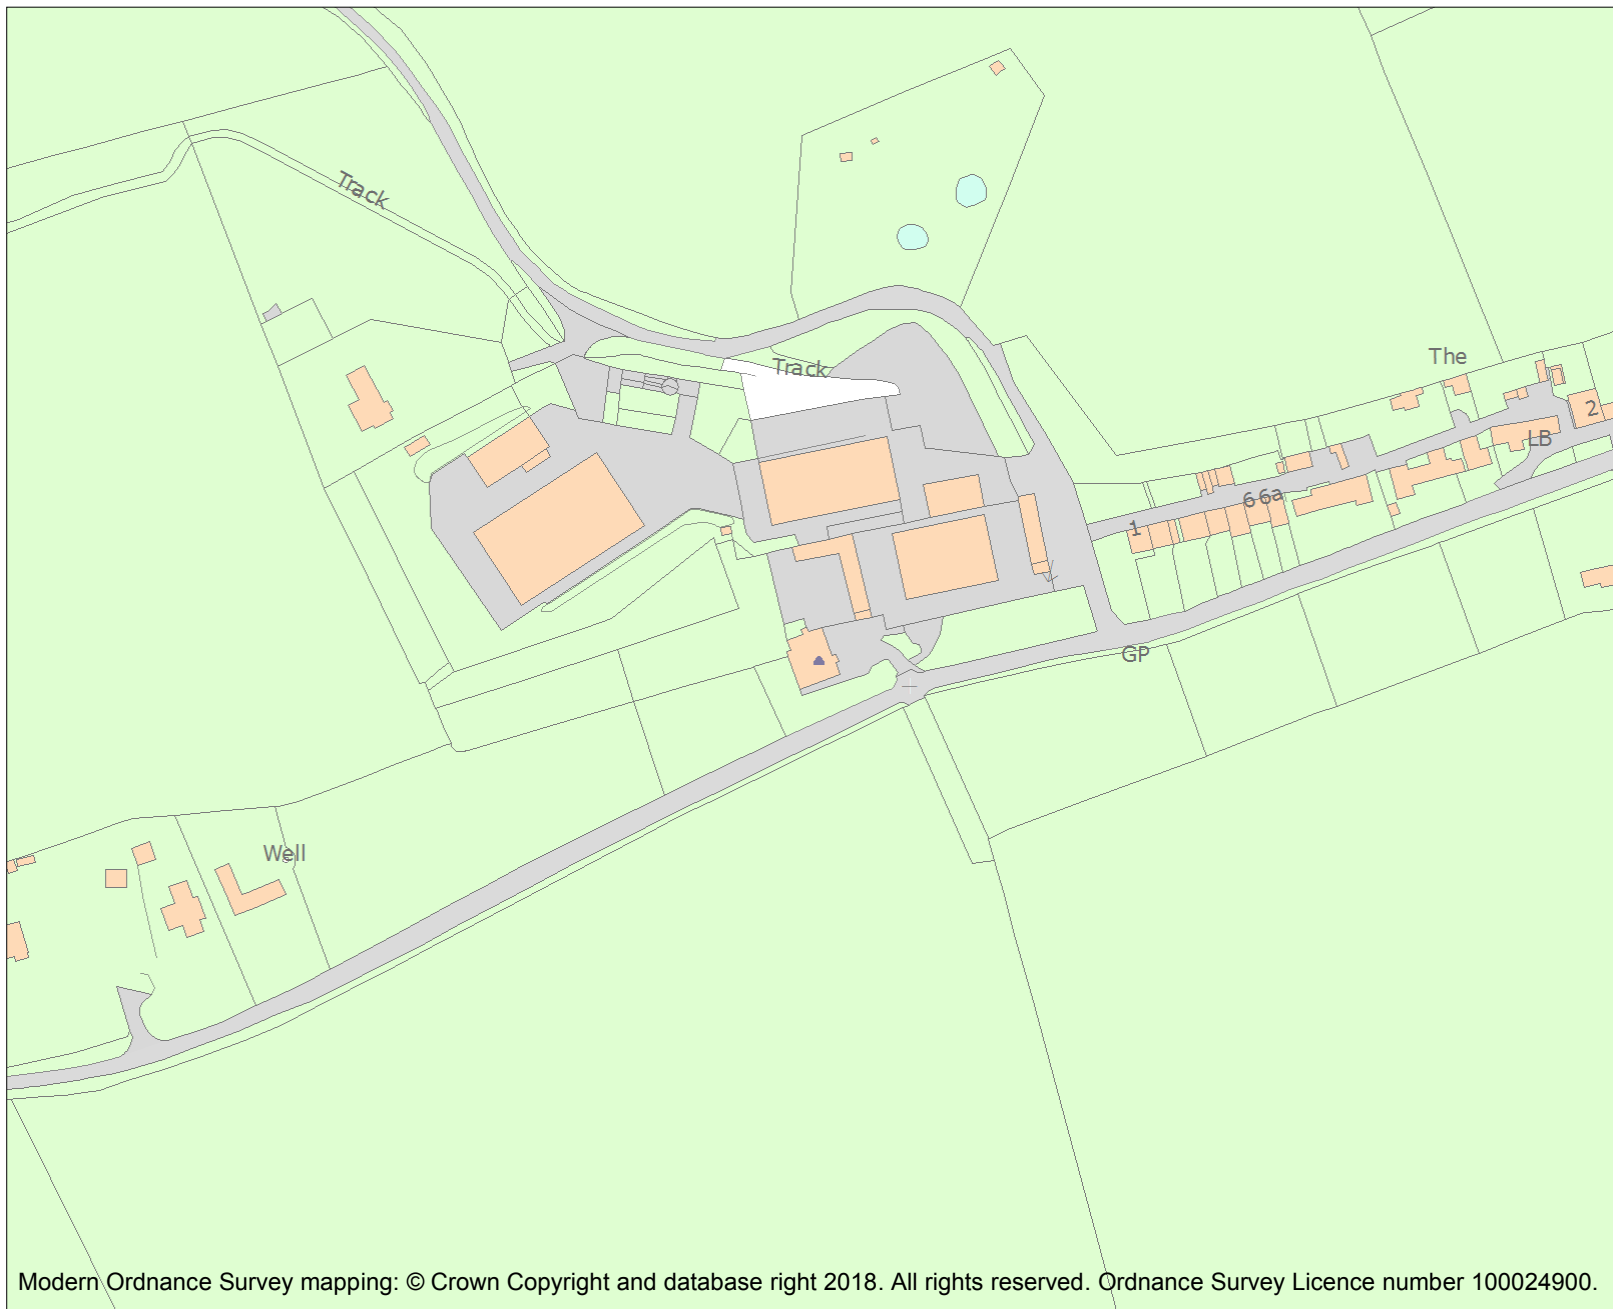 Track
The
Track
2
LB
6 6a
1
GP
Well
Modern Ordnance Survey mapping: © Crown Copyright and database right 2018. All rights reserved. Ordnance Survey Licence number 100024900.